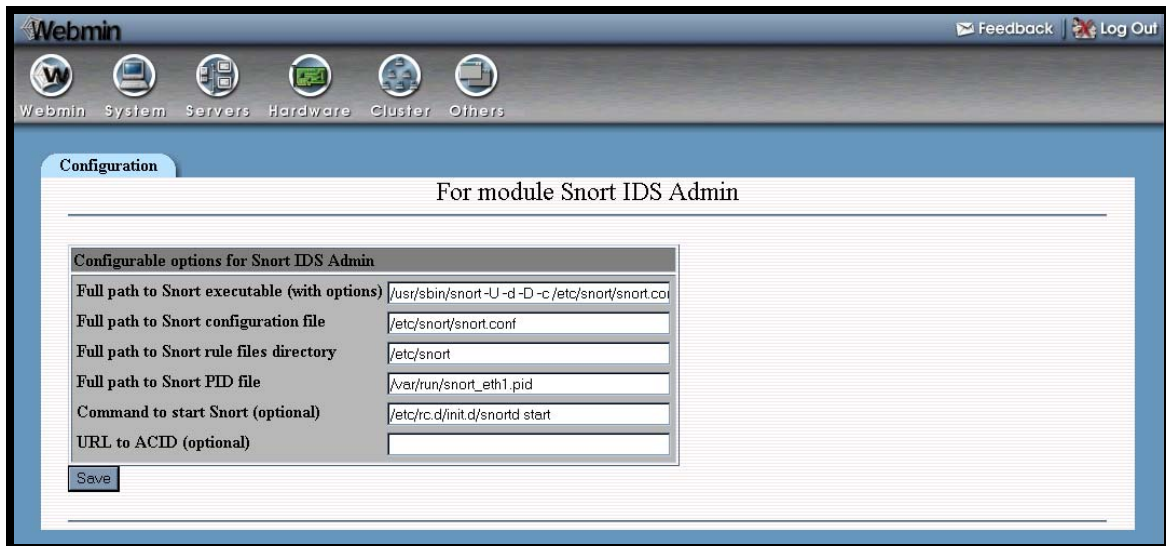 Webmin
Feedback
Log Out
Webmin System Servers Hardware Cluster Others
Configuration
For module Snort IDS Admin
Configurable options for Snort IDS Admin
Full path to Snort executable (with options) /usr/sbin/snort -U -d -D -c /etc/snort/snort.co
Full path to Snort configuration file /etc/snort/snort.conf
Full path to Snort rule files directory /etc/snort
Full path to Snort PID file /var/run/snort_eth1.pid
Command to start Snort (optional) /etc/rc.d/init.d/snortd start
URL to ACID (optional)
Save